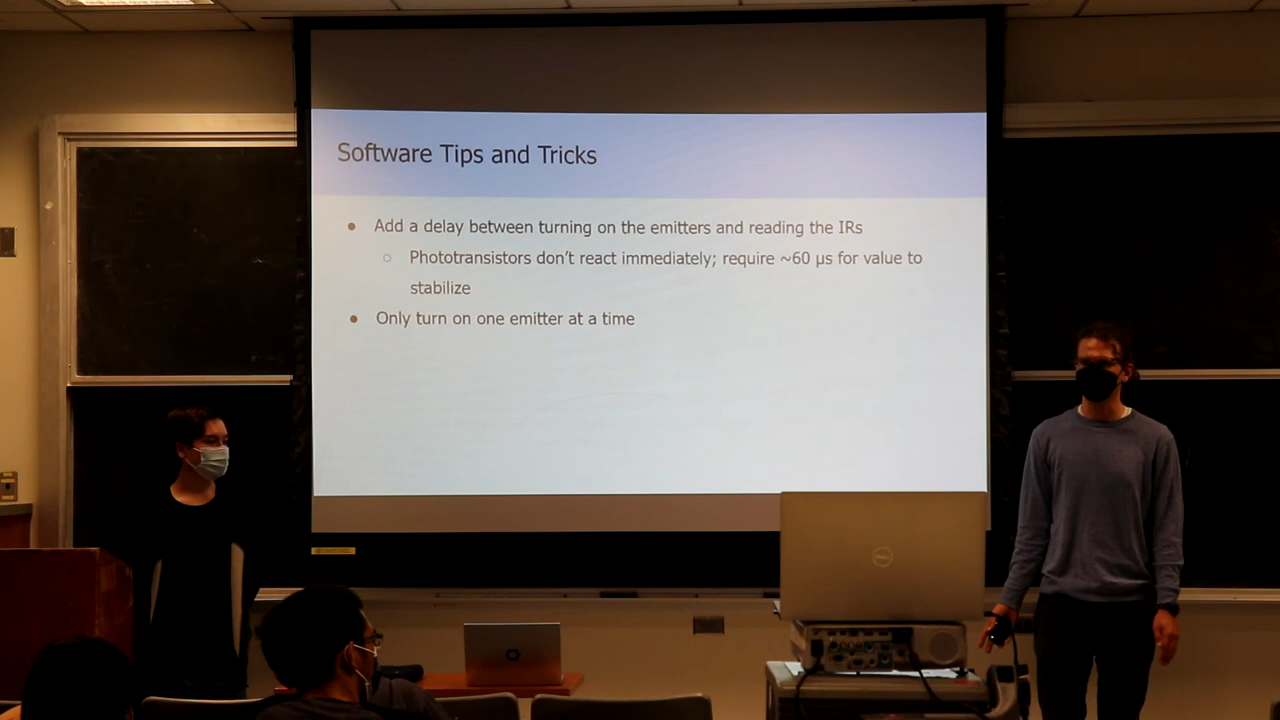 Software Tips and Tricks
● Add a delay between turning on the emitters and reading the IRs
○ Phototransistors don't react immediately; require ~60 μs for value to
stabilize
● Only turn on one emitter at a time
DELL